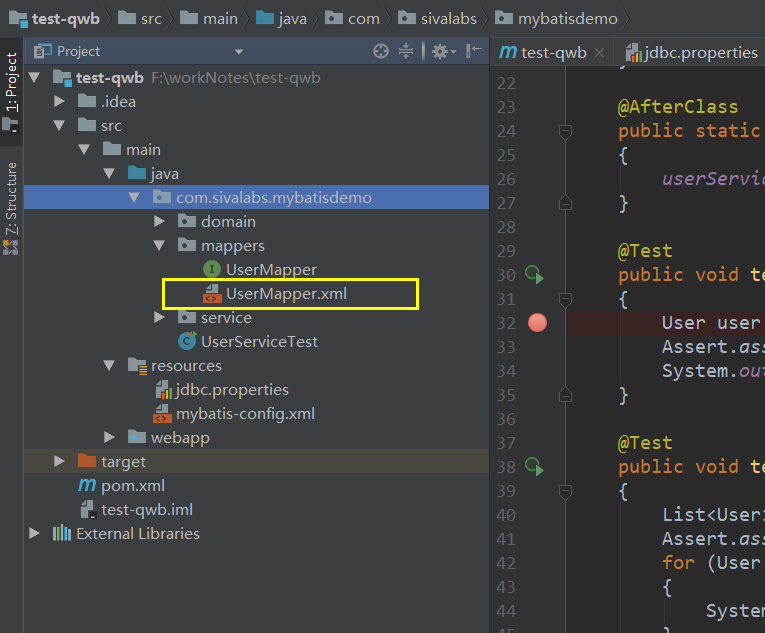 test-qwb src main java com sivalabs mybatisdemo
1: Project
Z: Structure
Project
test-qwb F:\workNotes\test-qwb
.idea
src
main
java
com.sivalabs.mybatisdemo
domain
mappers
UserMapper
UserMapper.xml
service
UserServiceTest
resources
jdbc.properties
mybatis-config.xml
webapp
target
pom.xml
test-qwb.iml
External Libraries
test-qwb jdbc.properties
22 }
23 @AfterClass
24 public static
25 {
26 userServi
27 }
28
29 @Test
30 public void te
31 {
32 User user
33 Assert.ass
34 System.out
35 }
36
37 @Test
38 public void te
39 {
40 List<User>
41 Assert.ass
42 for (User
43 {
44 System
45 }